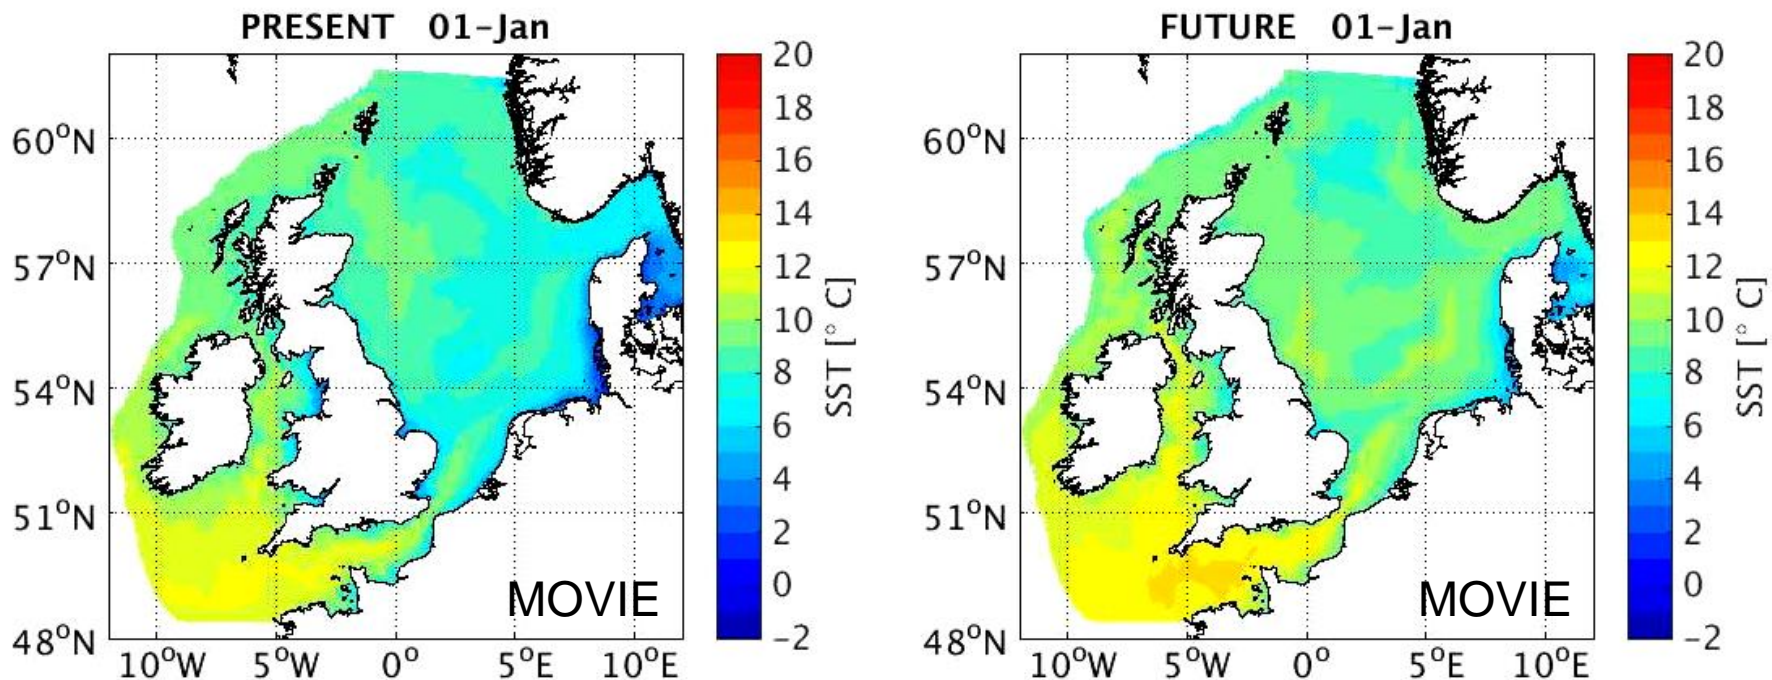 PRESENT 01-Jan
60°N
57°N
54°N
51°N
48°N
10°W 5°W 0° 5°E 10°E
MOVIE
20
18
16
14
12
10
8
6
4
2
0
-2
SST [° C]
FUTURE 01-Jan
60°N
57°N
54°N
51°N
48°N
10°W 5°W 0° 5°E 10°E
MOVIE
20
18
16
14
12
10
8
6
4
2
0
-2
SST [° C]